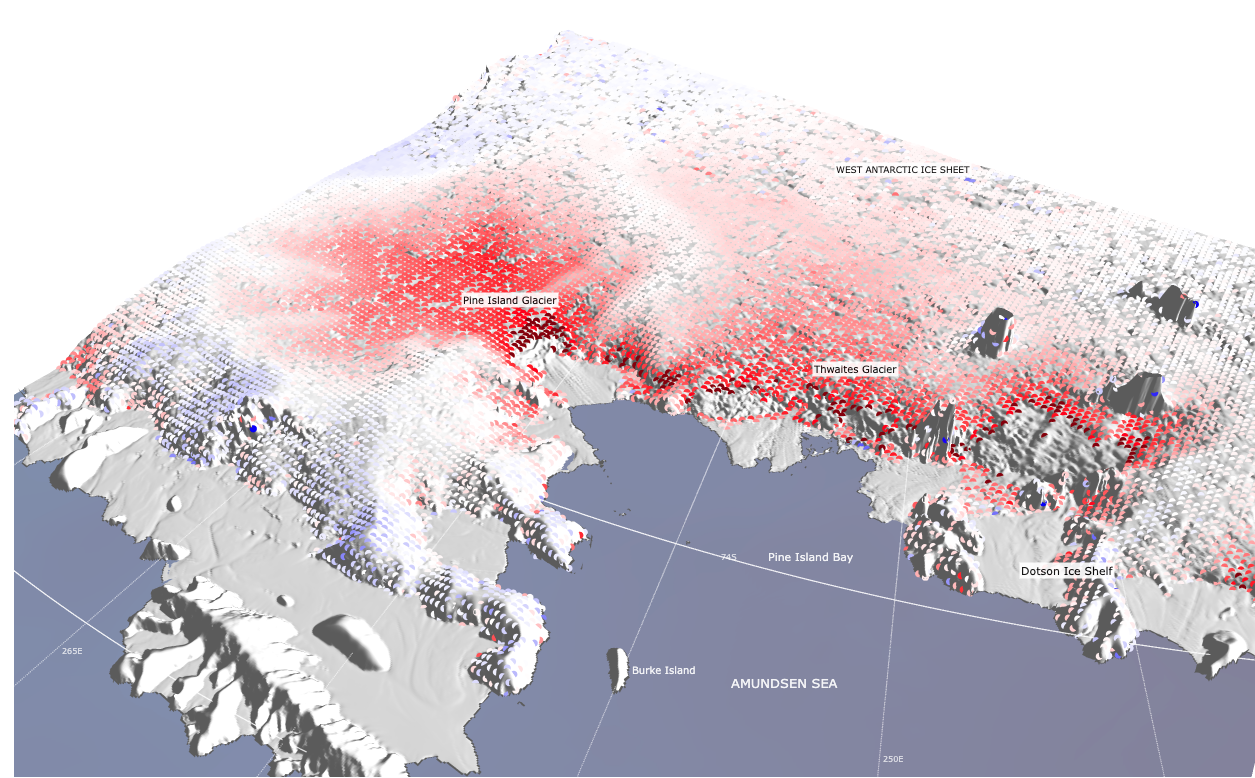 WEST ANTARCTIC ICE SHEET
Pine Island Glacier
Thwaites Glacier
74S
Pine Island Bay
Dotson Ice Shelf
265E
Burke Island
AMUNDSEN SEA
250E